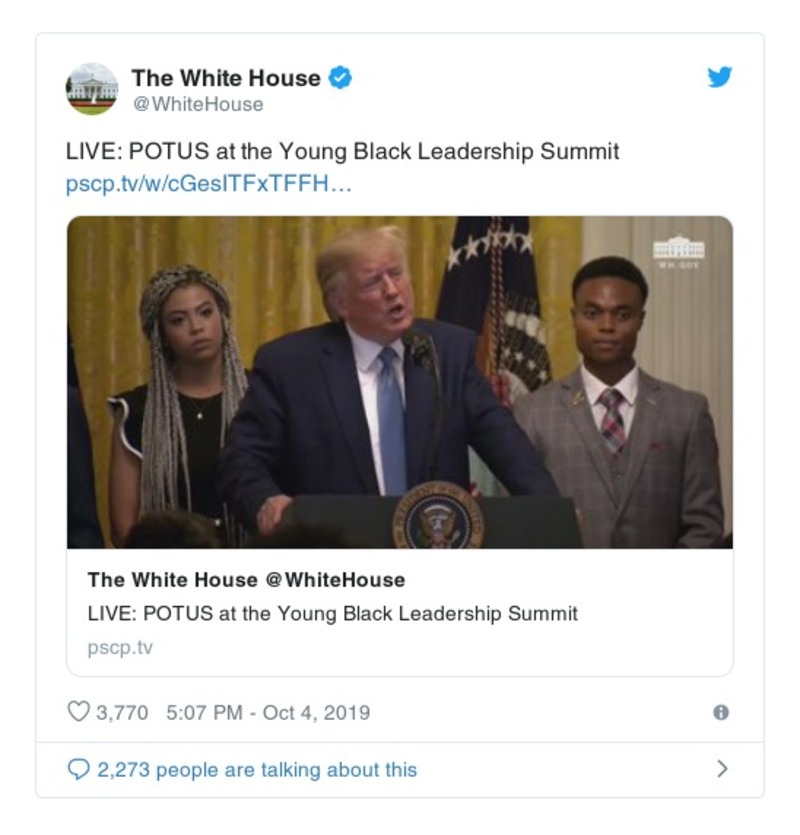 The White House
@WhiteHouse
LIVE: POTUS at the Young Black Leadership Summit
pscp.tv/w/cGesITFxTFFH…
WH.GOV
The White House @WhiteHouse
LIVE: POTUS at the Young Black Leadership Summit
pscp.tv
3,770 5:07 PM - Oct 4, 2019
2,273 people are talking about this